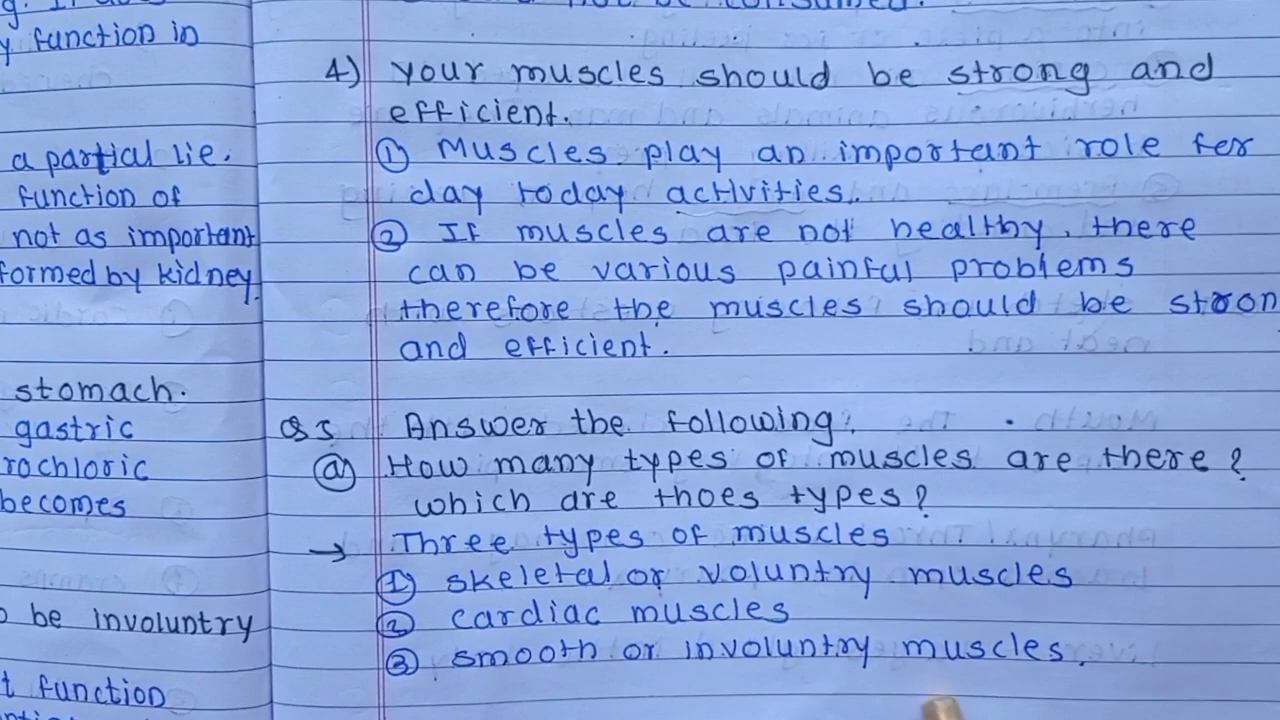 y function in
a partial lie.
function of
not as important
formed by kidney.
stomach.
gastric
rochloric
becomes
be involuntry
t function
4) Your muscles should be strong and
efficient.
① Muscles play an important role for
day today activities.
② If muscles are not healthy, there
can be various painful problems
therefore the muscles should be stron
and efficient.
Q5 Answer the following?
ⓐ How many types of muscles are there?
which are thoes types?
→ Three types of muscles
① skeletal or voluntry muscles
② cardiac muscles
③ smooth or involuntry muscles.